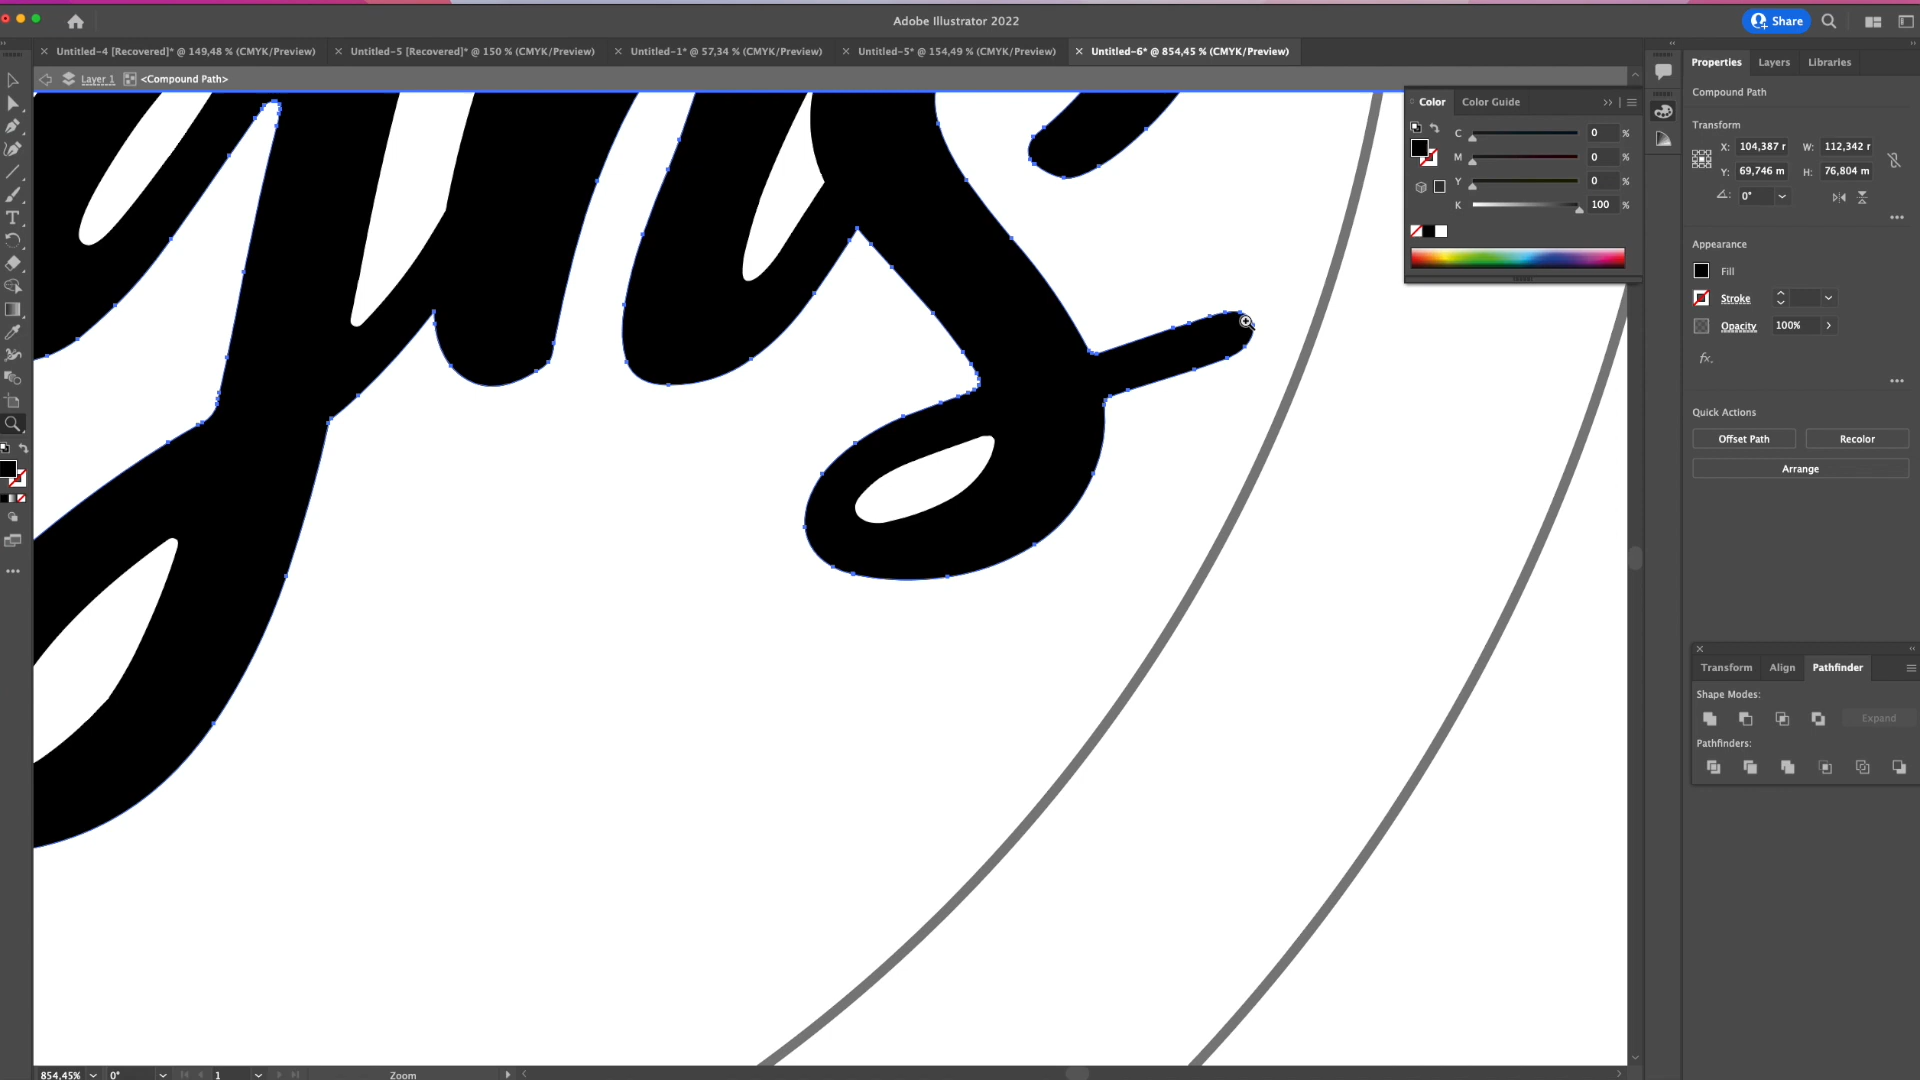 Adobe Illustrator 2022
Share
Untitled-4 [Recovered]* @ 149,48 % (CMYK/Preview)
Untitled-5 [Recovered]* @ 150 % (CMYK/Preview)
Untitled-1* @ 57,34 % (CMYK/Preview)
Untitled-5* @ 154,49 % (CMYK/Preview)
Untitled-6* @ 854,45 % (CMYK/Preview)
Layer 1
<Compound Path>
Color
Color Guide
C 0 %
M 0 %
Y 0 %
K 100 %
Properties
Layers
Libraries
Compound Path
Transform
X: 104,387 r
W: 112,342 r
Y: 69,746 m
H: 76,804 m
0°
Appearance
Fill
Stroke
Opacity 100%
fx
Quick Actions
Offset Path
Recolor
Arrange
Transform
Align
Pathfinder
Shape Modes:
Expand
Pathfinders:
854,45%
0°
1
Zoom